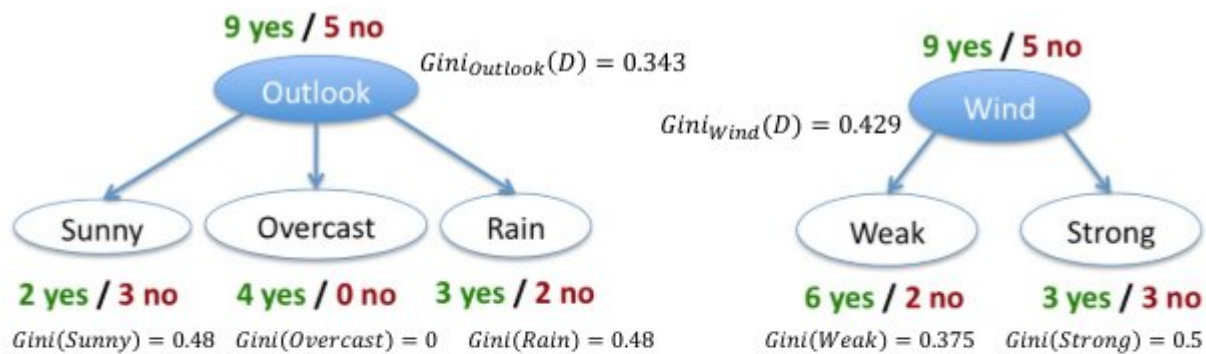 9 yes / 5 no
Gini_Outlook(D) = 0.343
Outlook
Sunny
Overcast
Rain
2 yes / 3 no
4 yes / 0 no
3 yes / 2 no
Gini(Sunny) = 0.48
Gini(Overcast) = 0
Gini(Rain) = 0.48
9 yes / 5 no
Wind
Gini_Wind(D) = 0.429
Weak
Strong
6 yes / 2 no
3 yes / 3 no
Gini(Weak) = 0.375
Gini(Strong) = 0.5